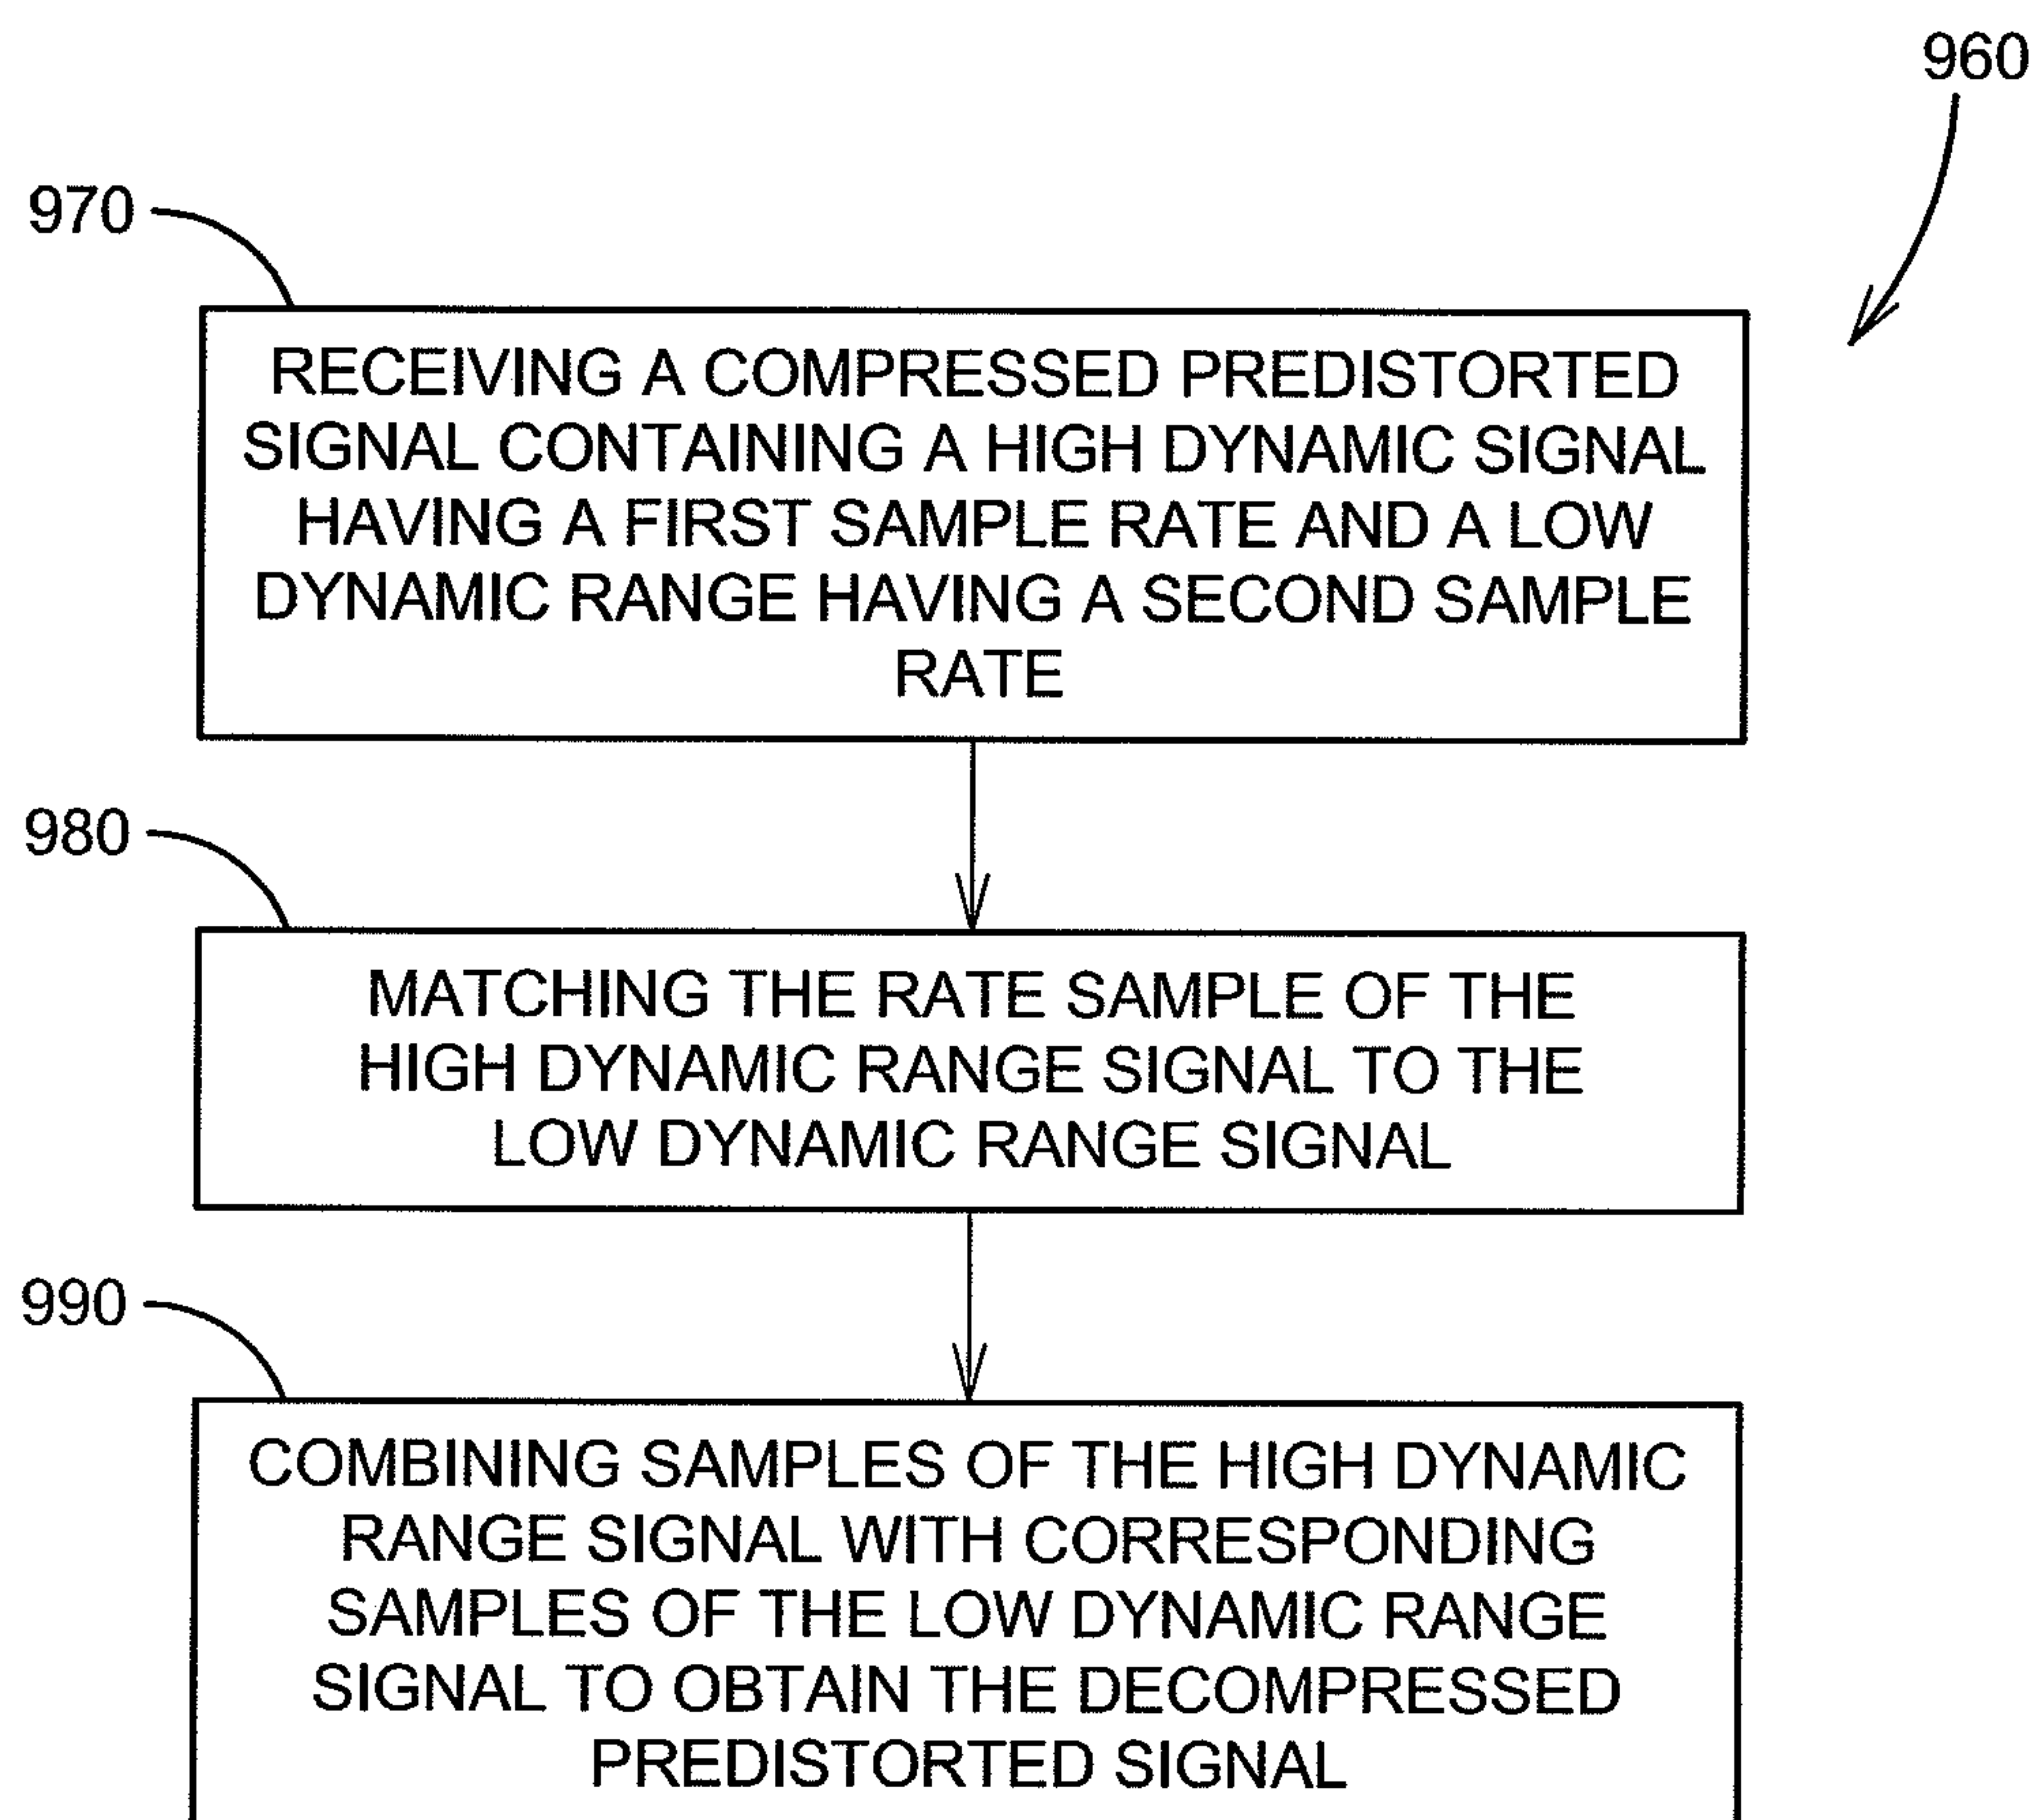 960
970
RECEIVING A COMPRESSED PREDISTORTED
SIGNAL CONTAINING A HIGH DYNAMIC SIGNAL
HAVING A FIRST SAMPLE RATE AND A LOW
DYNAMIC RANGE HAVING A SECOND SAMPLE
RATE
980
MATCHING THE RATE SAMPLE OF THE
HIGH DYNAMIC RANGE SIGNAL TO THE
LOW DYNAMIC RANGE SIGNAL
990
COMBINING SAMPLES OF THE HIGH DYNAMIC
RANGE SIGNAL WITH CORRESPONDING
SAMPLES OF THE LOW DYNAMIC RANGE
SIGNAL TO OBTAIN THE DECOMPRESSED
PREDISTORTED SIGNAL